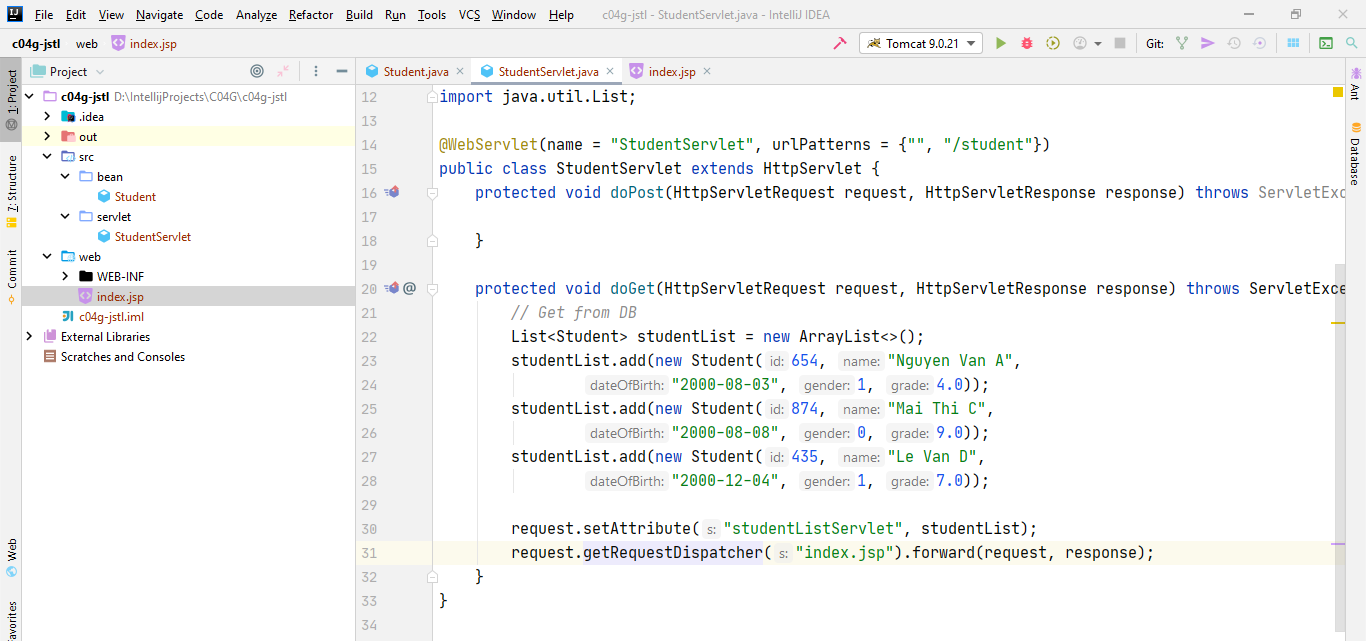 File Edit View Navigate Code Analyze Refactor Build Run Tools VCS Window Help c04g-jstl - StudentServlet.java - IntelliJ IDEA
c04g-jstl web index.jsp Tomcat 9.0.21 Git:
Project Student.java StudentServlet.java index.jsp
1: Project
7: Structure
Commit
Web
Ant
Database
c04g-jstl D:\IntellijProjects\C04G\c04g-jstl
.idea
out
src
bean
Student
servlet
StudentServlet
web
WEB-INF
index.jsp
c04g-jstl.iml
External Libraries
Scratches and Consoles
12 import java.util.List;
13
14 @WebServlet(name = "StudentServlet", urlPatterns = {"", "/student"})
15 public class StudentServlet extends HttpServlet {
16 protected void doPost(HttpServletRequest request, HttpServletResponse response) throws ServletExc
17
18 }
19
20 @ protected void doGet(HttpServletRequest request, HttpServletResponse response) throws ServletExce
21 // Get from DB
22 List<Student> studentList = new ArrayList<>();
23 studentList.add(new Student( id: 654, name: "Nguyen Van A",
24 dateOfBirth: "2000-08-03", gender: 1, grade: 4.0));
25 studentList.add(new Student( id: 874, name: "Mai Thi C",
26 dateOfBirth: "2000-08-08", gender: 0, grade: 9.0));
27 studentList.add(new Student( id: 435, name: "Le Van D",
28 dateOfBirth: "2000-12-04", gender: 1, grade: 7.0));
29
30 request.setAttribute( s: "studentListServlet", studentList);
31 request.getRequestDispatcher( s: "index.jsp").forward(request, response);
32 }
33 }
34